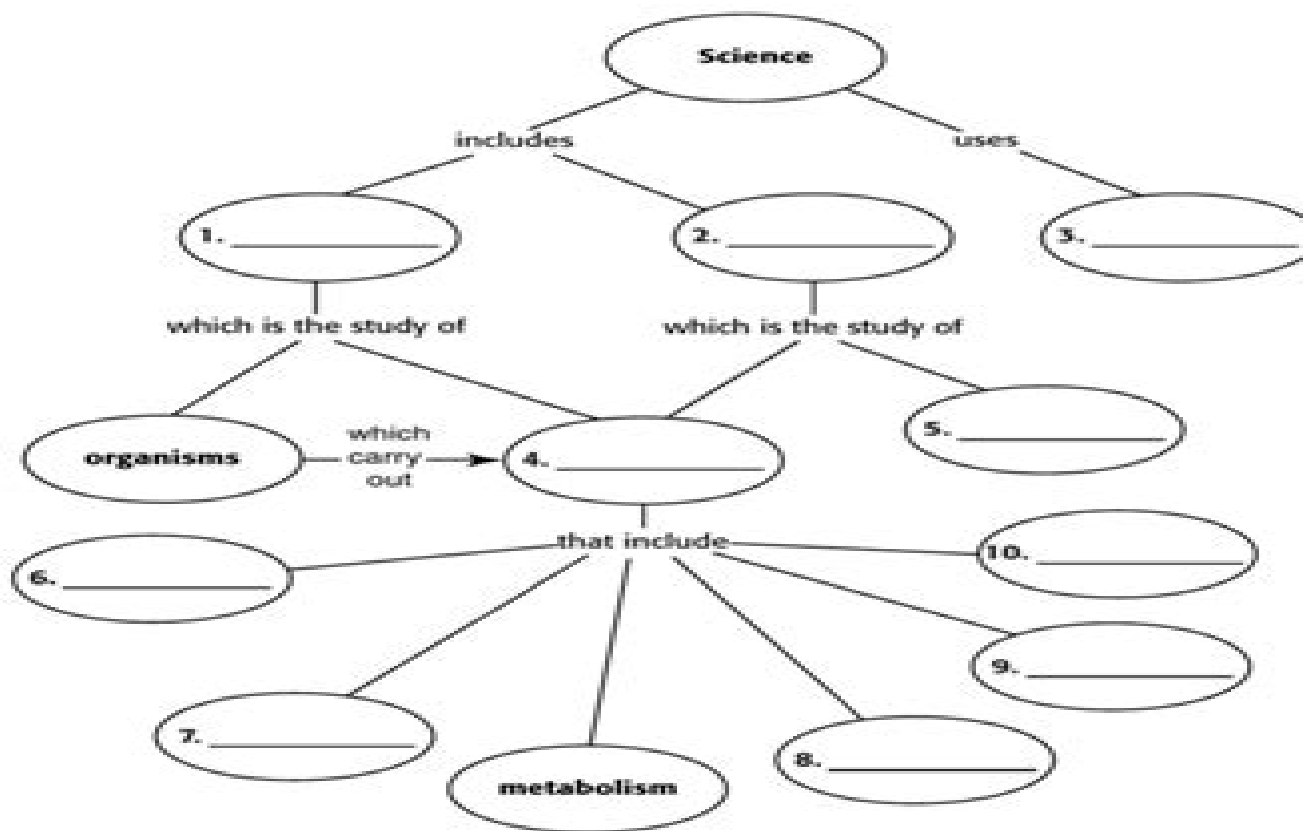 Science
includes
uses
1. ____________
2. ____________
3. ____________
which is the study of
which is the study of
organisms
which
carry
out
4. ____________
5. ____________
that include
6. ____________
10. ____________
9. ____________
7. ____________
metabolism
8. ____________